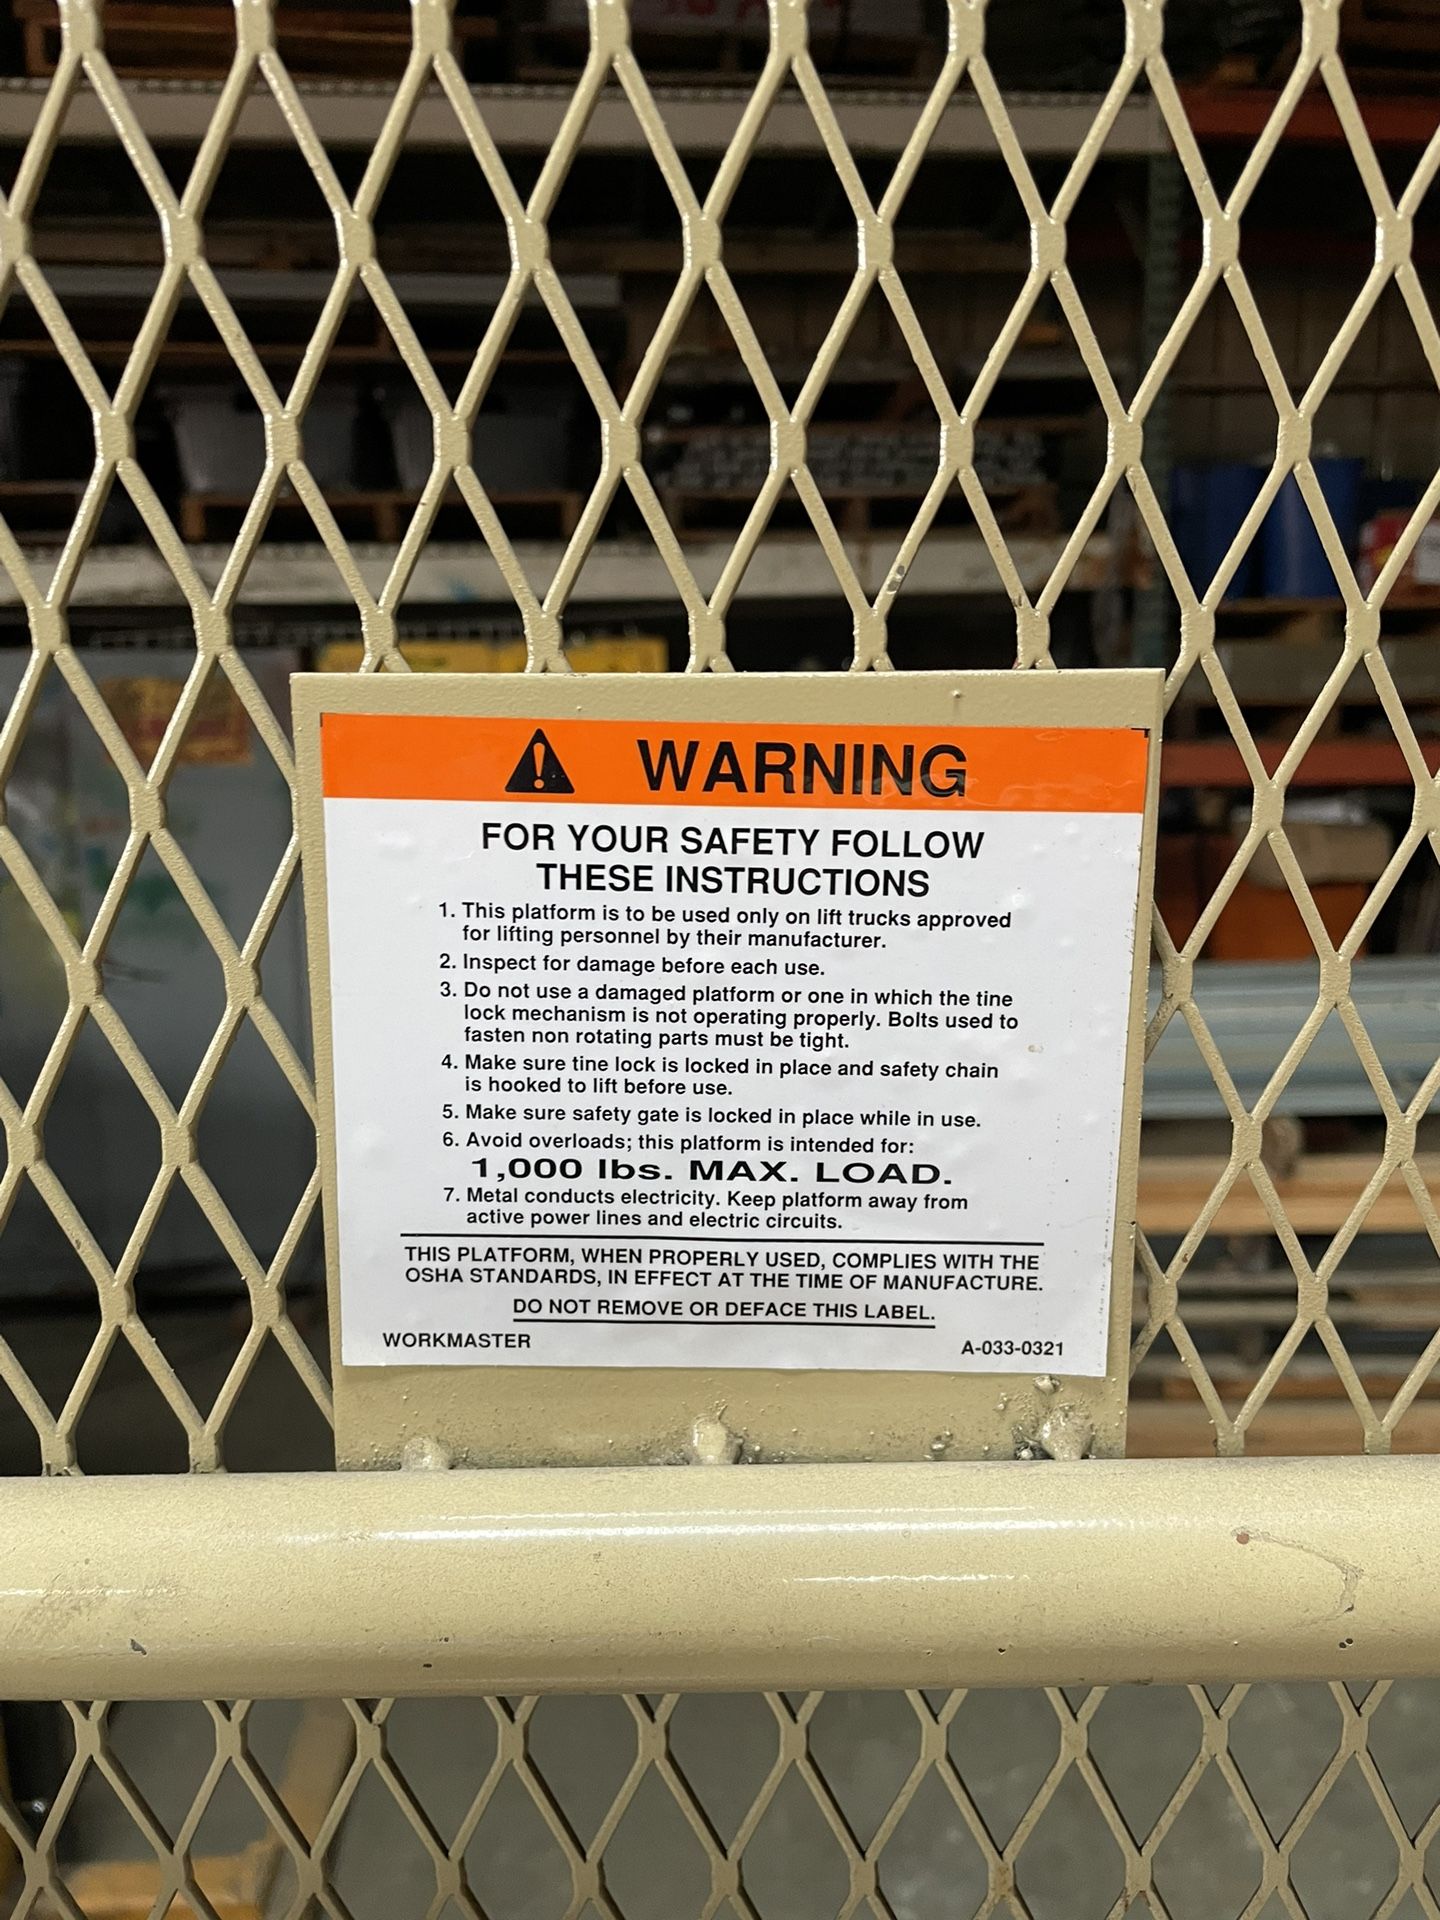 WARNING
FOR YOUR SAFETY FOLLOW
THESE INSTRUCTIONS
1. This platform is to be used only on lift trucks approved
for lifting personnel by their manufacturer.
2. Inspect for damage before each use.
3. Do not use a damaged platform or one in which the tine
lock mechanism is not operating properly. Bolts used to
fasten non rotating parts must be tight.
4. Make sure tine lock is locked in place and safety chain
is hooked to lift before use.
5. Make sure safety gate is locked in place while in use.
6. Avoid overloads; this platform is intended for:
1,000 lbs. MAX. LOAD.
7. Metal conducts electricity. Keep platform away from
active power lines and electric circuits.
THIS PLATFORM, WHEN PROPERLY USED, COMPLIES WITH THE
OSHA STANDARDS, IN EFFECT AT THE TIME OF MANUFACTURE.
DO NOT REMOVE OR DEFACE THIS LABEL.
WORKMASTER A-033-0321